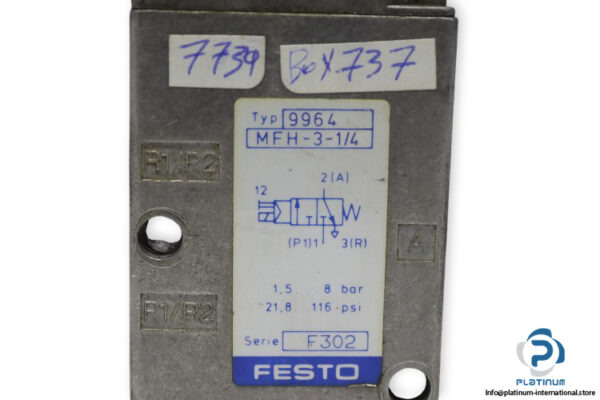 7739
Box.737
Typ 9964
MFH-3-1/4
R1/P2
2(A)
12
(P1)1 3(R)
A
1,5 8 bar
P1/R2
21,8 116 psi
Serie F302
FESTO
PLATINUM
Info@platinum-international.store